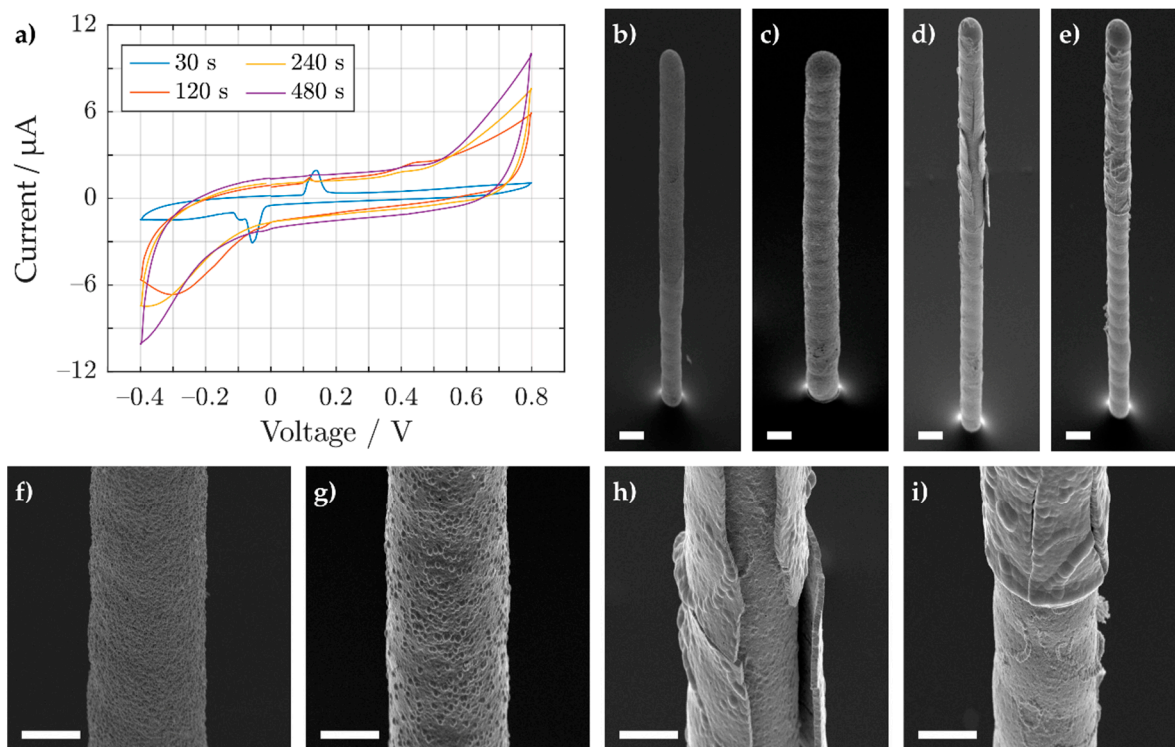 a)
12
6
0
−6
−12
Current / μA
30 s
240 s
120 s
480 s
−0.4
−0.2
0
0.2
0.4
0.6
0.8
Voltage / V
b)
c)
d)
e)
f)
g)
h)
i)